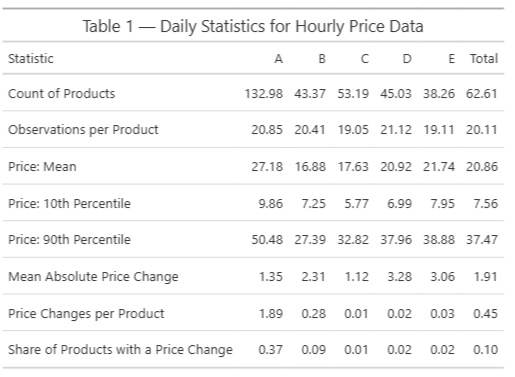 Table 1 — Daily Statistics for Hourly Price Data
Statistic A B C D E Total
Count of Products 132.98 43.37 53.19 45.03 38.26 62.61
Observations per Product 20.85 20.41 19.05 21.12 19.11 20.11
Price: Mean 27.18 16.88 17.63 20.92 21.74 20.86
Price: 10th Percentile 9.86 7.25 5.77 6.99 7.95 7.56
Price: 90th Percentile 50.48 27.39 32.82 37.96 38.88 37.47
Mean Absolute Price Change 1.35 2.31 1.12 3.28 3.06 1.91
Price Changes per Product 1.89 0.28 0.01 0.02 0.03 0.45
Share of Products with a Price Change 0.37 0.09 0.01 0.02 0.02 0.10